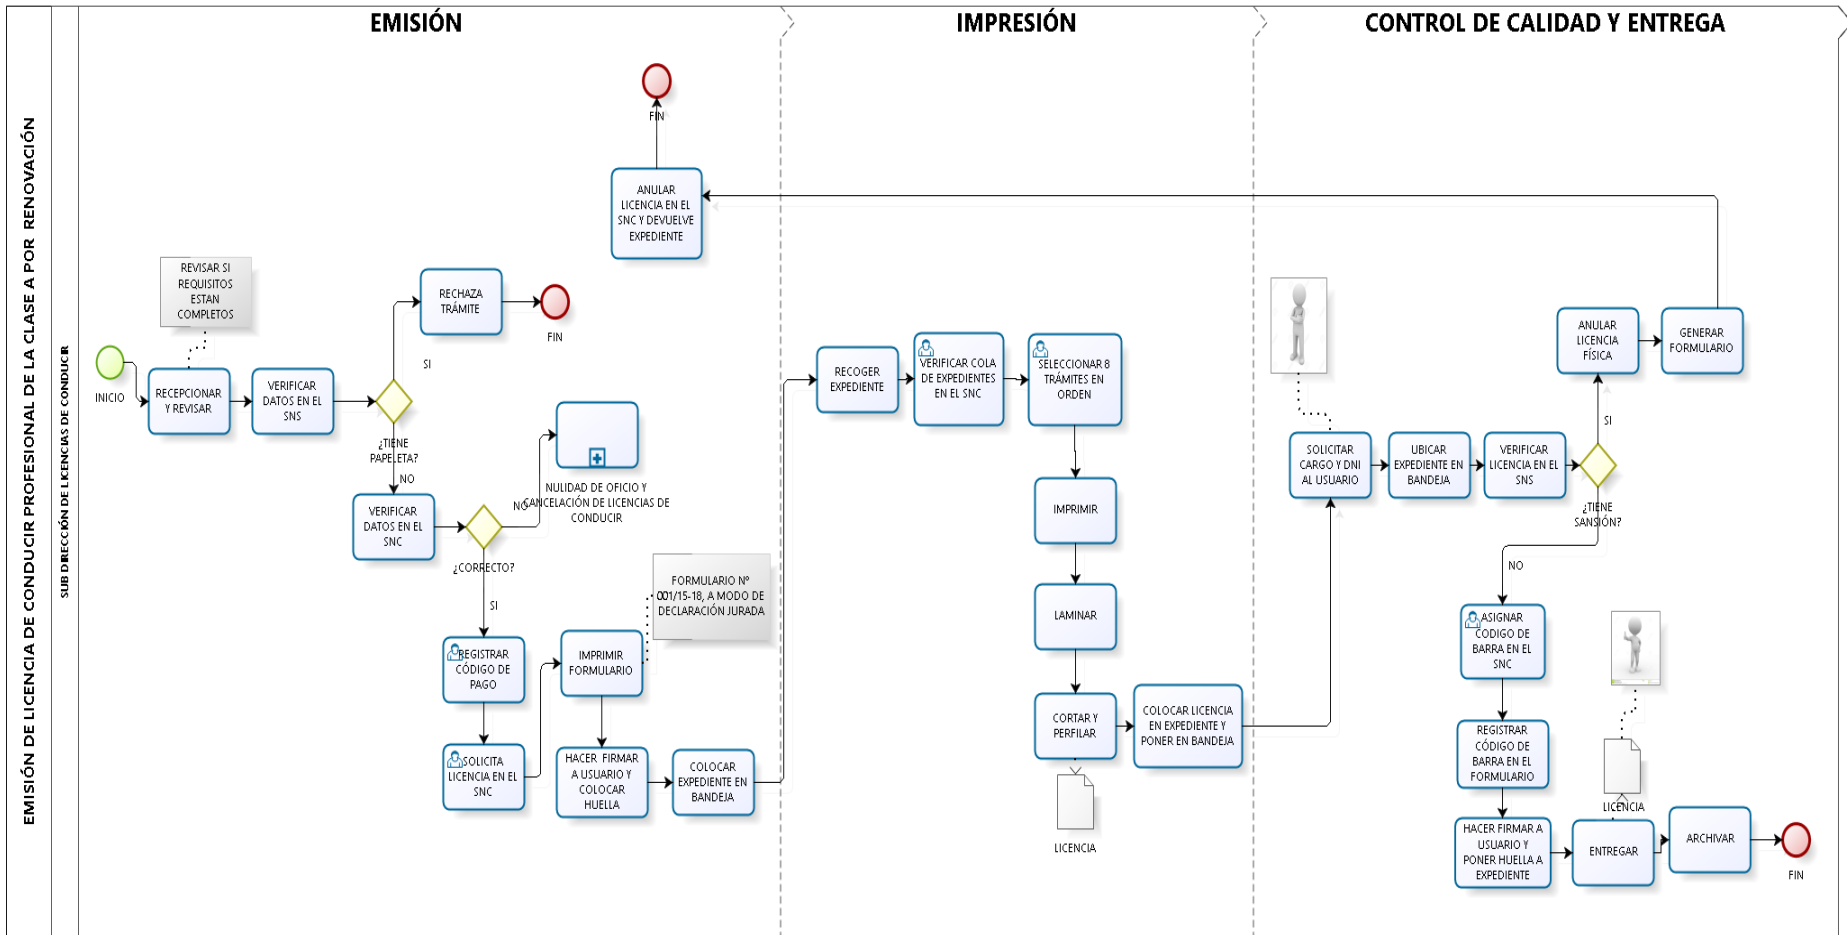 EMISIÓN DE LICENCIA DE CONDUCIR PROFESIONAL DE LA CLASE A POR RENOVACIÓN
SUB DIRECCIÓN DE LICENCIAS DE CONDUCIR
EMISIÓN
IMPRESIÓN
CONTROL DE CALIDAD Y ENTREGA
FIN
ANULAR
LICENCIA EN EL
SNC Y DEVUELVE
EXPEDIENTE
REVISAR SI
REQUISITOS
ESTAN
COMPLETOS
INICIO
RECEPCIONAR
Y REVISAR
VERIFICAR
DATOS EN EL
SNS
¿TIENE
PAPELETA?
SI
RECHAZA
TRÁMITE
FIN
NO
VERIFICAR
DATOS EN EL
SNC
¿CORRECTO?
NO
NULIDAD DE OFICIO Y
CANCELACIÓN DE LICENCIAS DE
CONDUCIR
SI
REGISTRAR
CÓDIGO DE
PAGO
SOLICITA
LICENCIA EN EL
SNC
IMPRIMIR
FORMULARIO
FORMULARIO Nº
001/15-18, A MODO DE
DECLARACIÓN JURADA
HACER FIRMAR
A USUARIO Y
COLOCAR
HUELLA
COLOCAR
EXPEDIENTE EN
BANDEJA
RECOGER
EXPEDIENTE
VERIFICAR COLA
DE EXPEDIENTES
EN EL SNC
SELECCIONAR 8
TRÁMITES EN
ORDEN
IMPRIMIR
LAMINAR
CORTAR Y
PERFILAR
LICENCIA
COLOCAR LICENCIA
EN EXPEDIENTE Y
PONER EN BANDEJA
SOLICITAR
CARGO Y DNI
AL USUARIO
UBICAR
EXPEDIENTE EN
BANDEJA
VERIFICAR
LICENCIA EN EL
SNS
¿TIENE
SANSIÓN?
SI
ANULAR
LICENCIA
FÍSICA
GENERAR
FORMULARIO
NO
ASIGNAR
CODIGO DE
BARRA EN EL
SNC
REGISTRAR
CÓDIGO DE
BARRA EN EL
FORMULARIO
HACER FIRMAR A
USUARIO Y
PONER HUELLA A
EXPEDIENTE
ENTREGAR
LICENCIA
ARCHIVAR
FIN